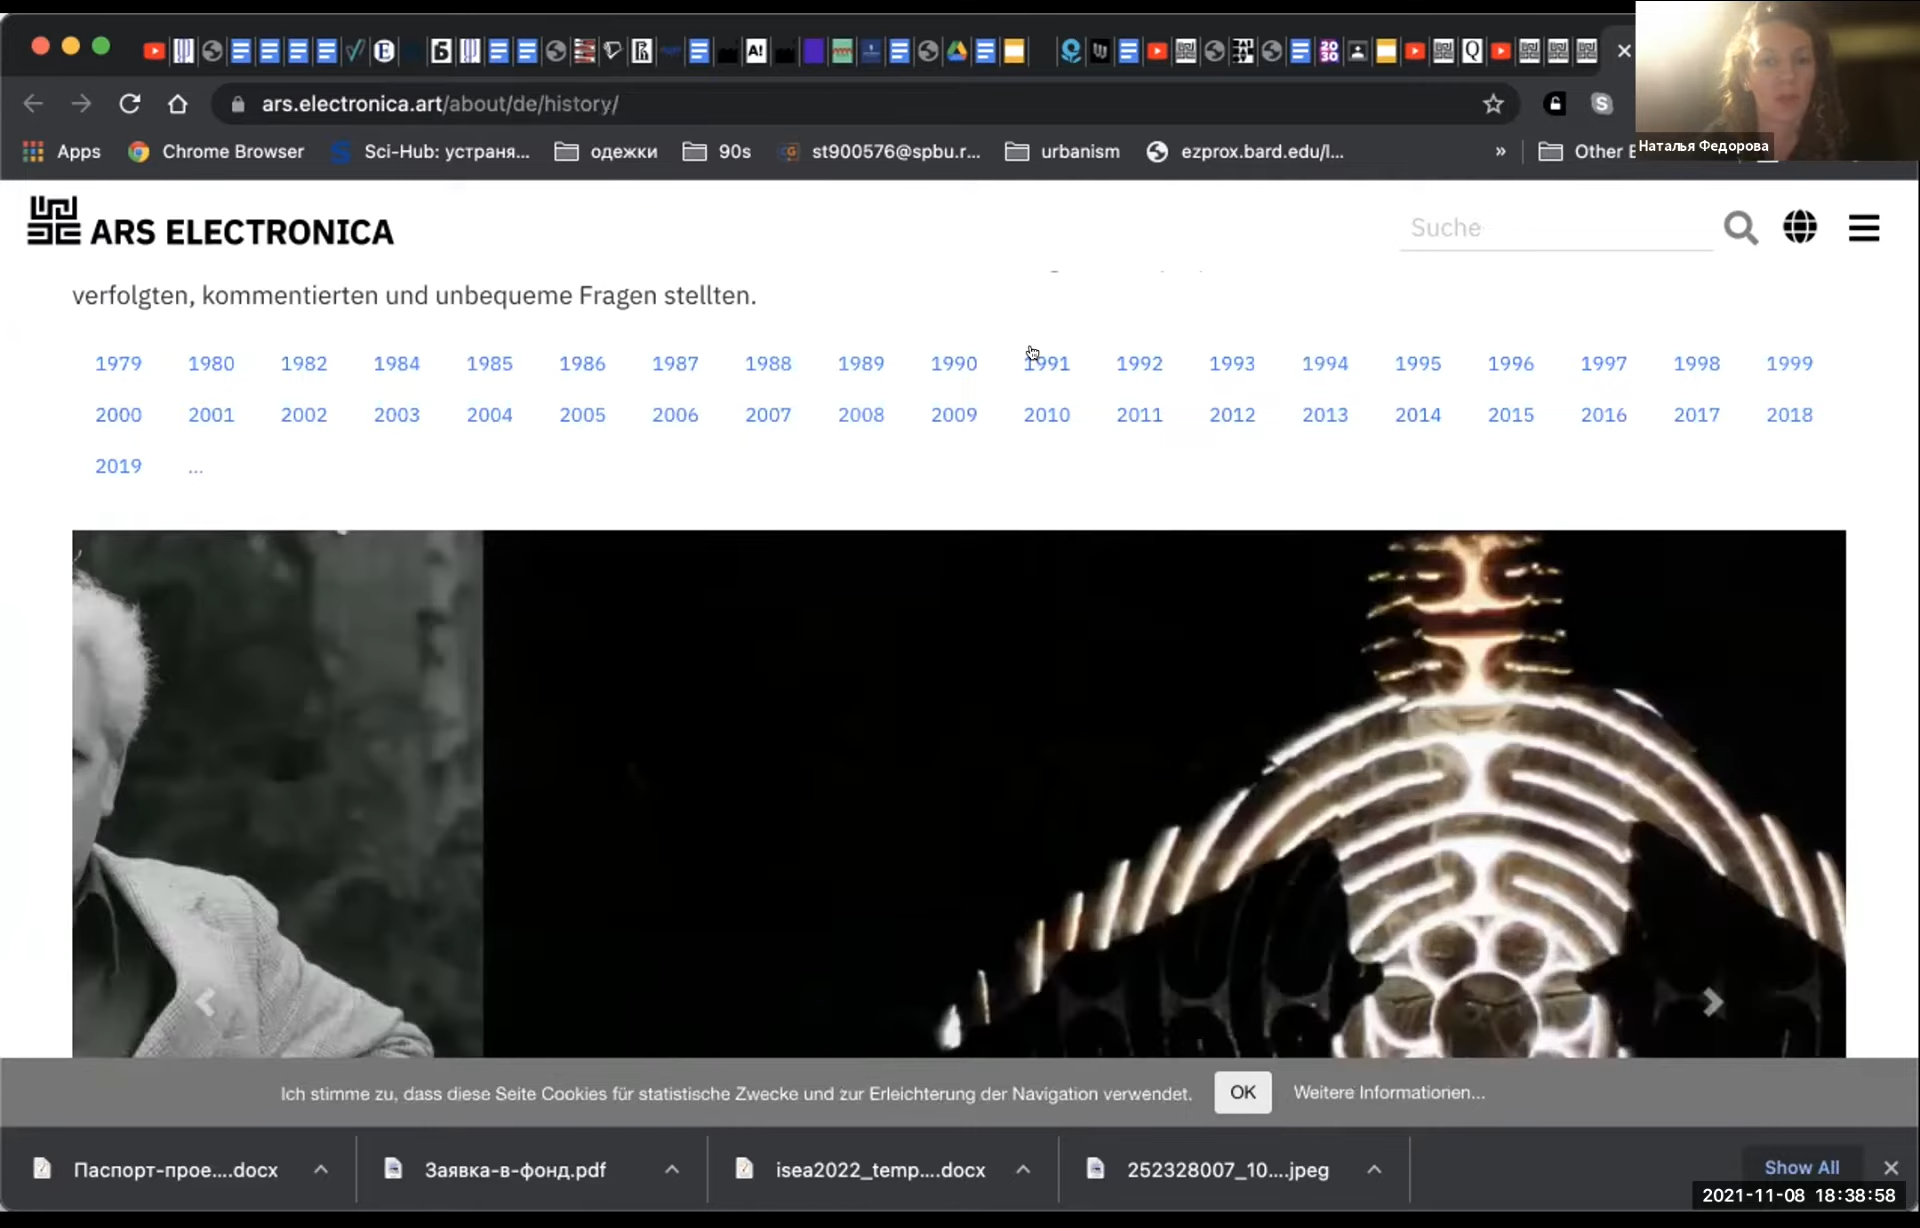 ars.electronica.art/about/de/history/
Apps Chrome Browser Sci-Hub: устраня... одежки 90s st900576@spbu.r... urbanism ezprox.bard.edu/l... » Other
Наталья Федорова
ARS ELECTRONICA
Suche
verfolgten, kommentierten und unbequeme Fragen stellten.
1979 1980 1982 1984 1985 1986 1987 1988 1989 1990 1991 1992 1993 1994 1995 1996 1997 1998 1999
2000 2001 2002 2003 2004 2005 2006 2007 2008 2009 2010 2011 2012 2013 2014 2015 2016 2017 2018
2019 ...
Ich stimme zu, dass diese Seite Cookies für statistische Zwecke und zur Erleichterung der Navigation verwendet. OK Weitere Informationen...
Паспорт-прое....docx Заявка-в-фонд.pdf isea2022_temp....docx 252328007_10....jpeg Show All
2021-11-08 18:38:58